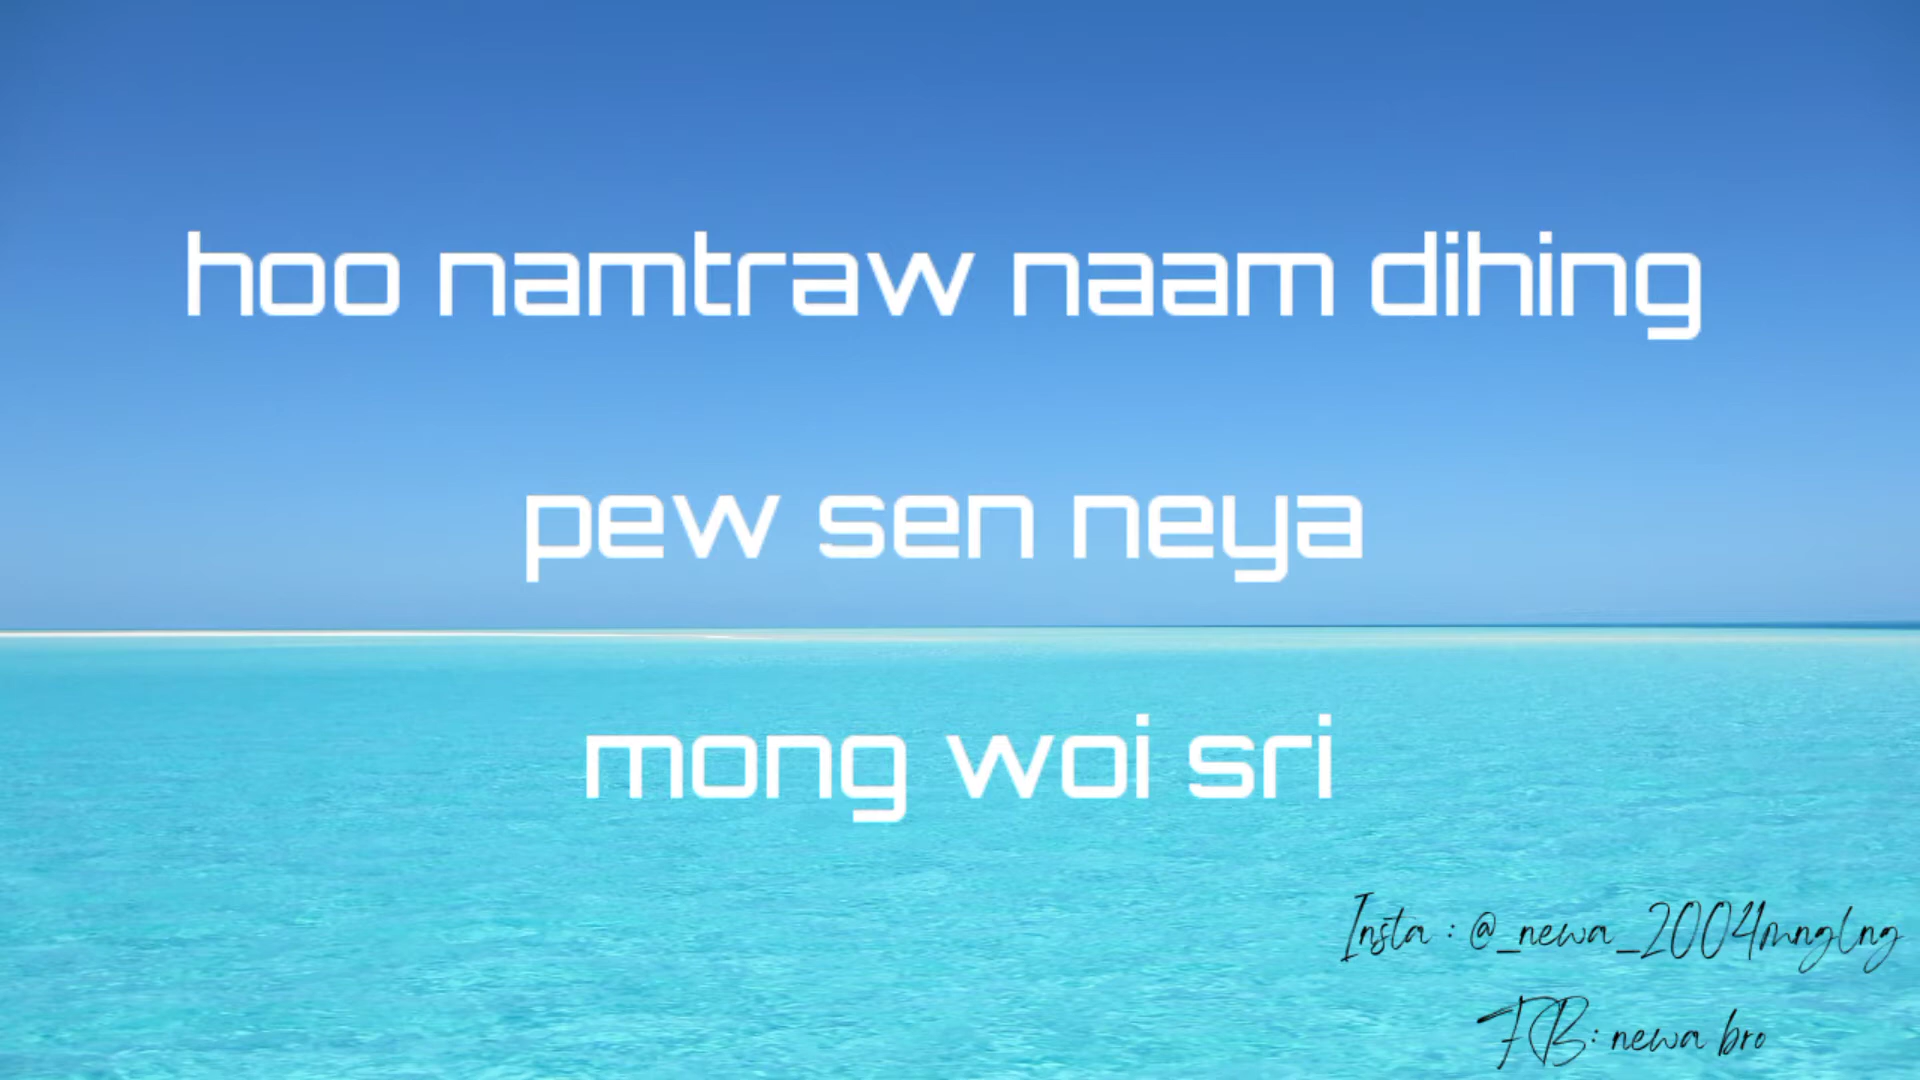 hoo namtraw naam dihing
pew sen neya
mong woi sri
Insta : @_newa_2004mnglng
FB: newa bro